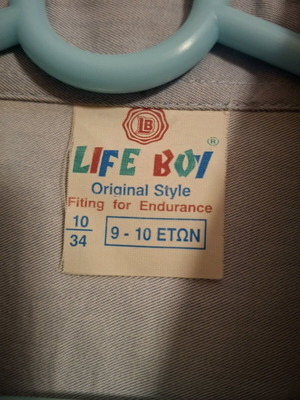 LB
LIFE BOY ®
Original Style
Fiting for Endurance
10
34
9 - 10 ΕΤΩΝ